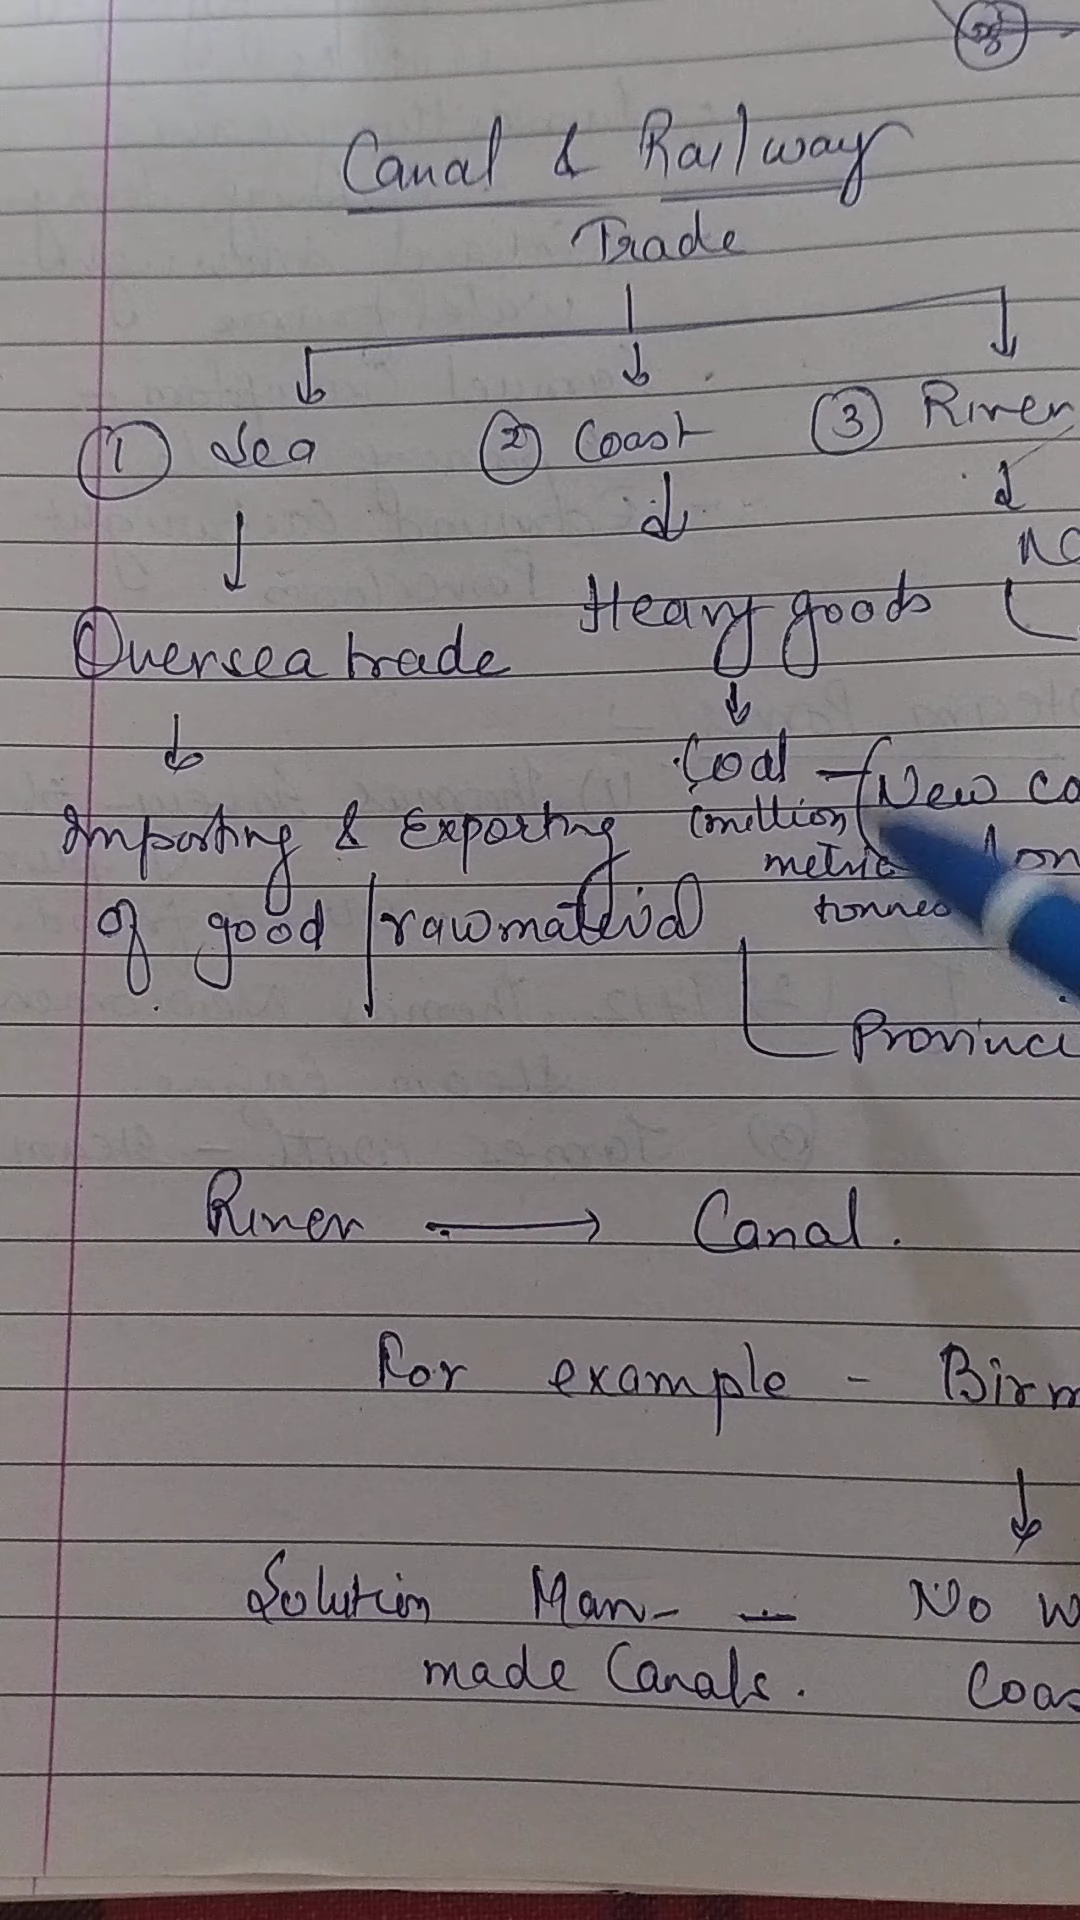 Canal & Railway
Trade
① Sea ② Coast ③ River
Oversea trade
Heavy goods
Importing & Exporting
of good / rawmaterial
Coal - New
(million
metric
tonnes
River → Canal.
For example -
Solution Man- - No
made Canals.